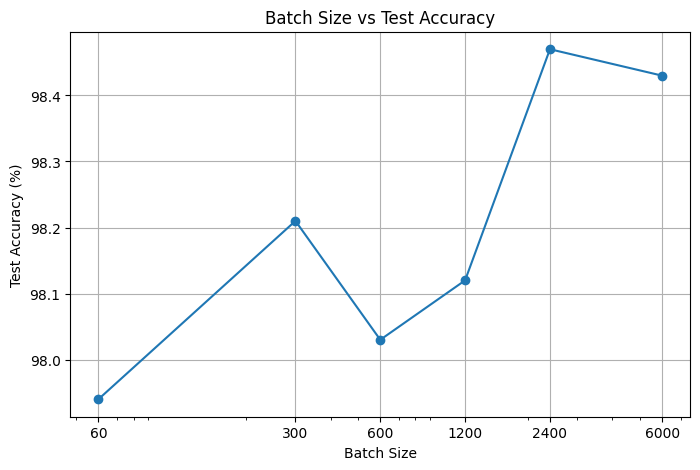 Batch Size vs Test Accuracy
Test Accuracy (%)
98.4
98.3
98.2
98.1
98.0
60 300 600 1200 2400 6000
Batch Size